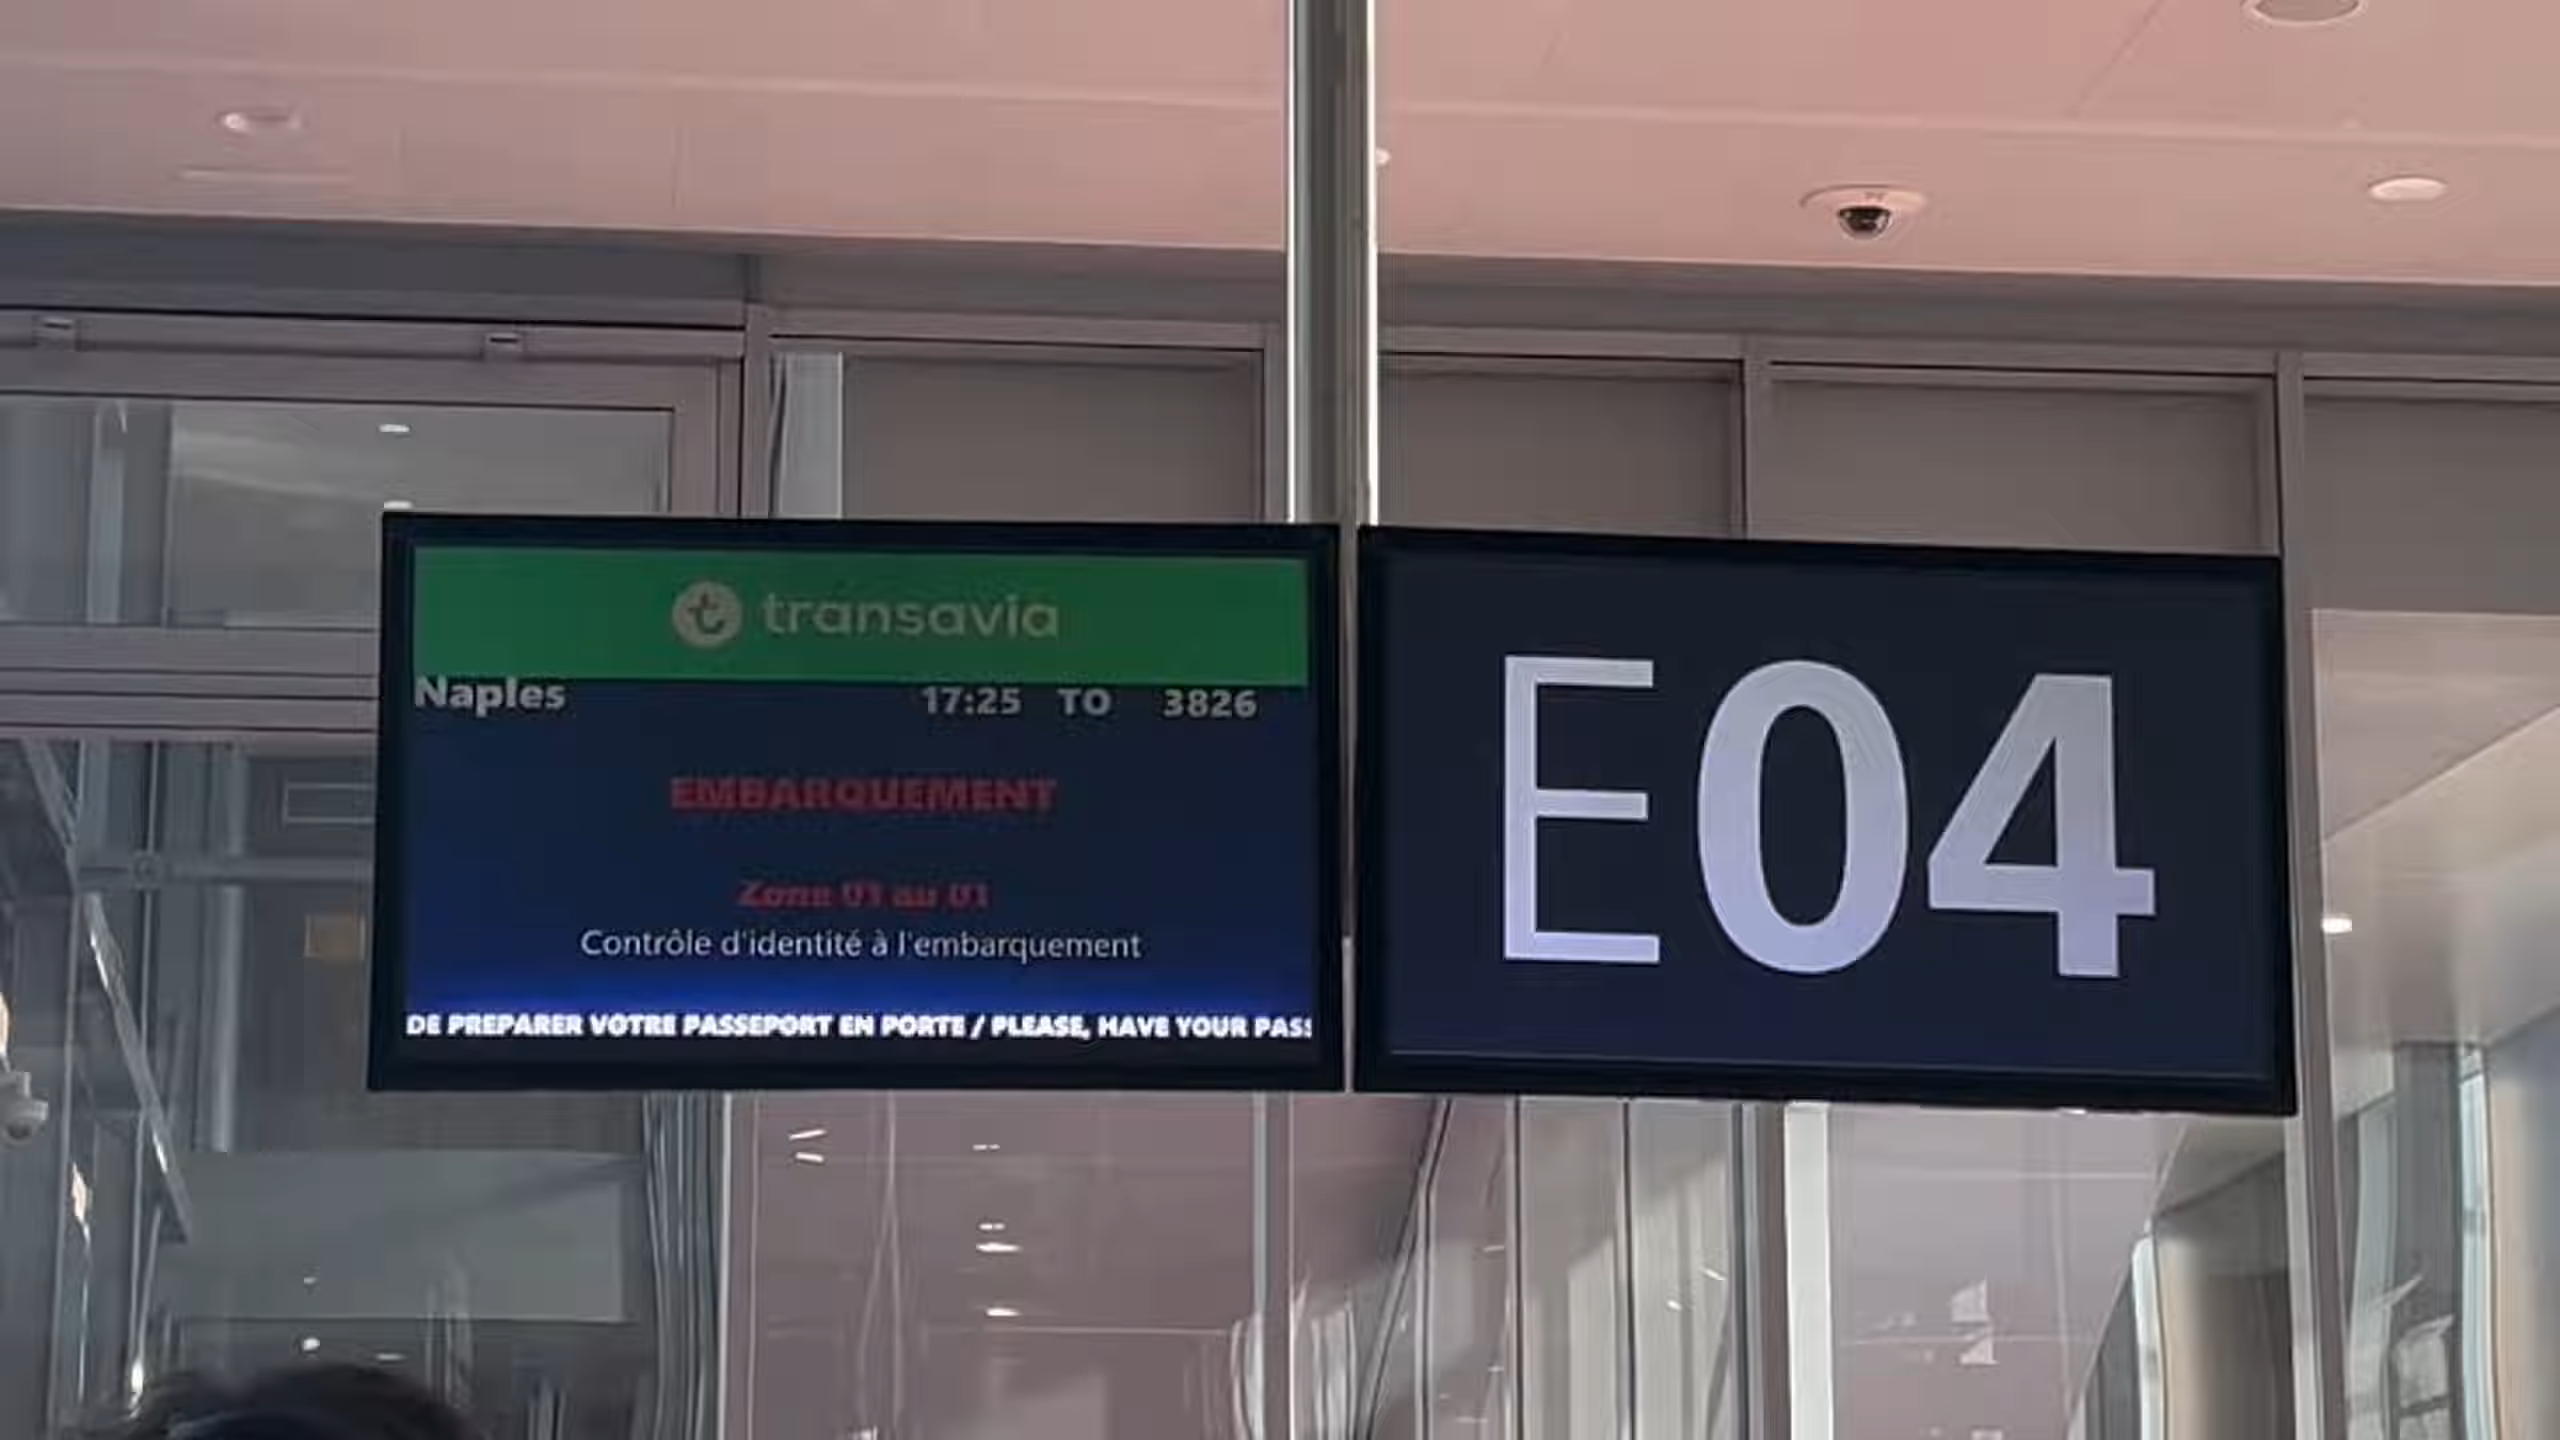 transavia
Naples 17:25 TO 3826
EMBARQUEMENT
Zone 01 au 01
Contrôle d'identité à l'embarquement
DE PREPARER VOTRE PASSEPORT EN PORTE / PLEASE, HAVE YOUR PASS
E04